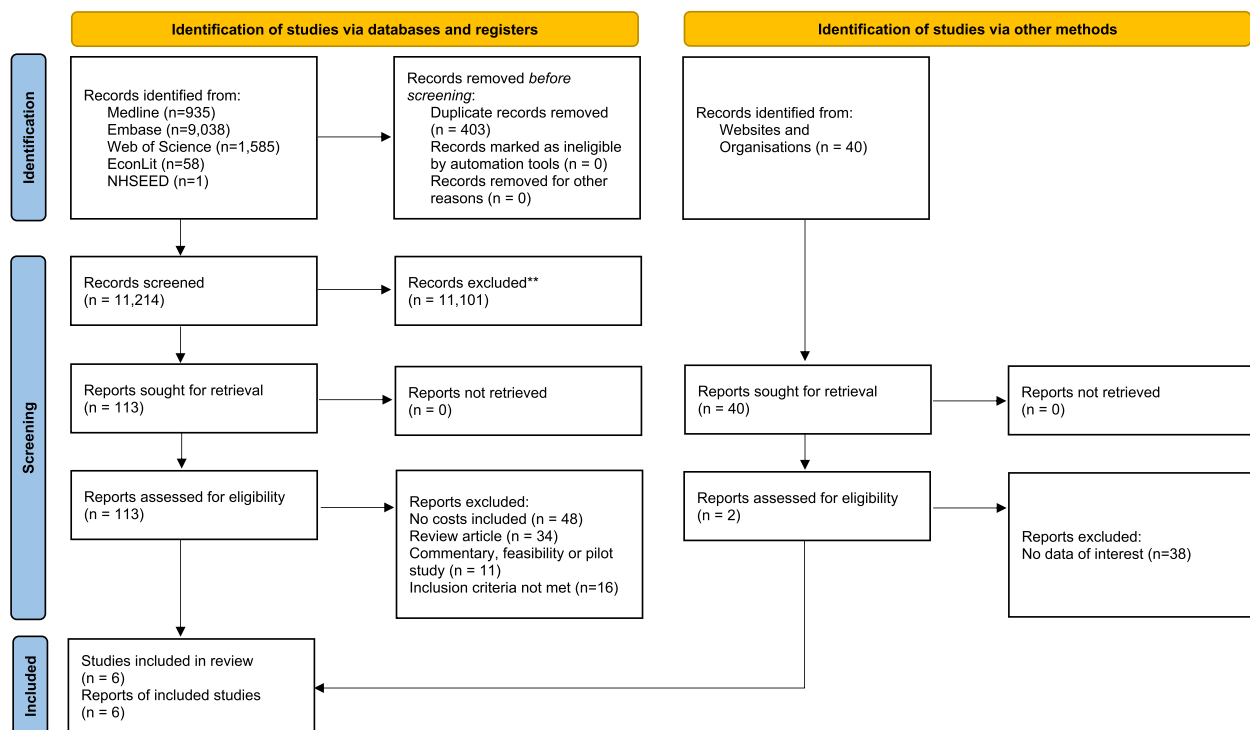 Identification of studies via databases and registers
Identification of studies via other methods
Identification
Records identified from:
Medline (n=935)
Embase (n=9,038)
Web of Science (n=1,585)
EconLit (n=58)
NHSEED (n=1)
Records removed before
screening:
Duplicate records removed
(n = 403)
Records marked as ineligible
by automation tools (n = 0)
Records removed for other
reasons (n = 0)
Records identified from:
Websites and
Organisations (n = 40)
Screening
Records screened
(n = 11,214)
Records excluded**
(n = 11,101)
Reports sought for retrieval
(n = 113)
Reports not retrieved
(n = 0)
Reports sought for retrieval
(n = 40)
Reports not retrieved
(n = 0)
Reports assessed for eligibility
(n = 113)
Reports excluded:
No costs included (n = 48)
Review article (n = 34)
Commentary, feasibility or pilot
study (n = 11)
Inclusion criteria not met (n=16)
Reports assessed for eligibility
(n = 2)
Reports excluded:
No data of interest (n=38)
Included
Studies included in review
(n = 6)
Reports of included studies
(n = 6)